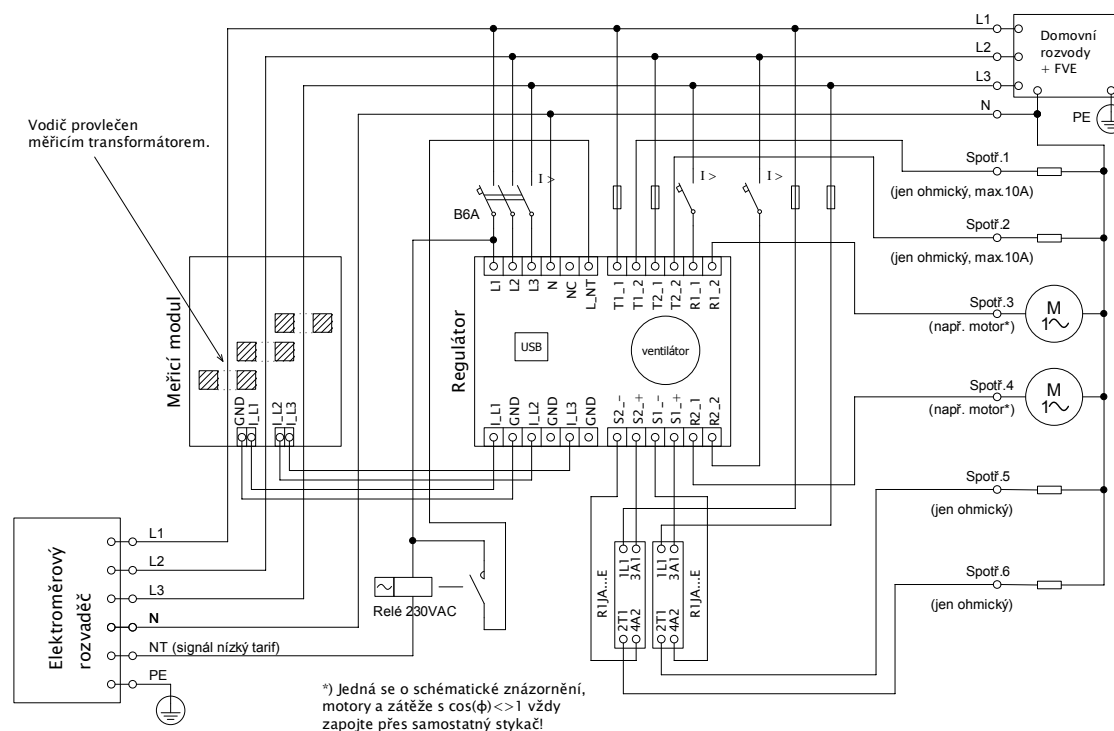 L1
L2
L3
N
Domovní
rozvody
+ FVE
PE
Vodič provlečen
měřicím transformátorem.
I >
I >
I >
B6A
Spotř.1
(jen ohmický, max.10A)
Spotř.2
(jen ohmický, max.10A)
Spotř.3
(např. motor*)
M
1~
Spotř.4
(např. motor*)
M
1~
Spotř.5
(jen ohmický)
Spotř.6
(jen ohmický)
Meřicí modul
GND
I_L1
I_L2
I_L3
Regulátor
L1
L2
L3
N
NC
L_NT
T1_1
T1_2
T2_1
T2_2
R1_1
R1_2
USB
ventilátor
I_L1
GND
I_L2
GND
I_L3
GND
S2_-
S2_+
S1_-
S1_+
R2_1
R2_2
Elektroměrový
rozvaděč
L1
L2
L3
N
NT (signál nízký tarif)
PE
~
Relé 230VAC
R1JA...E
1L1
3A1
2T1
4A2
1L1
3A1
2T1
4A2
R1JA...E
*) Jedná se o schématické znázornění,
motory a zátěže s cos(φ)<>1 vždy
zapojte přes samostatný stykač!